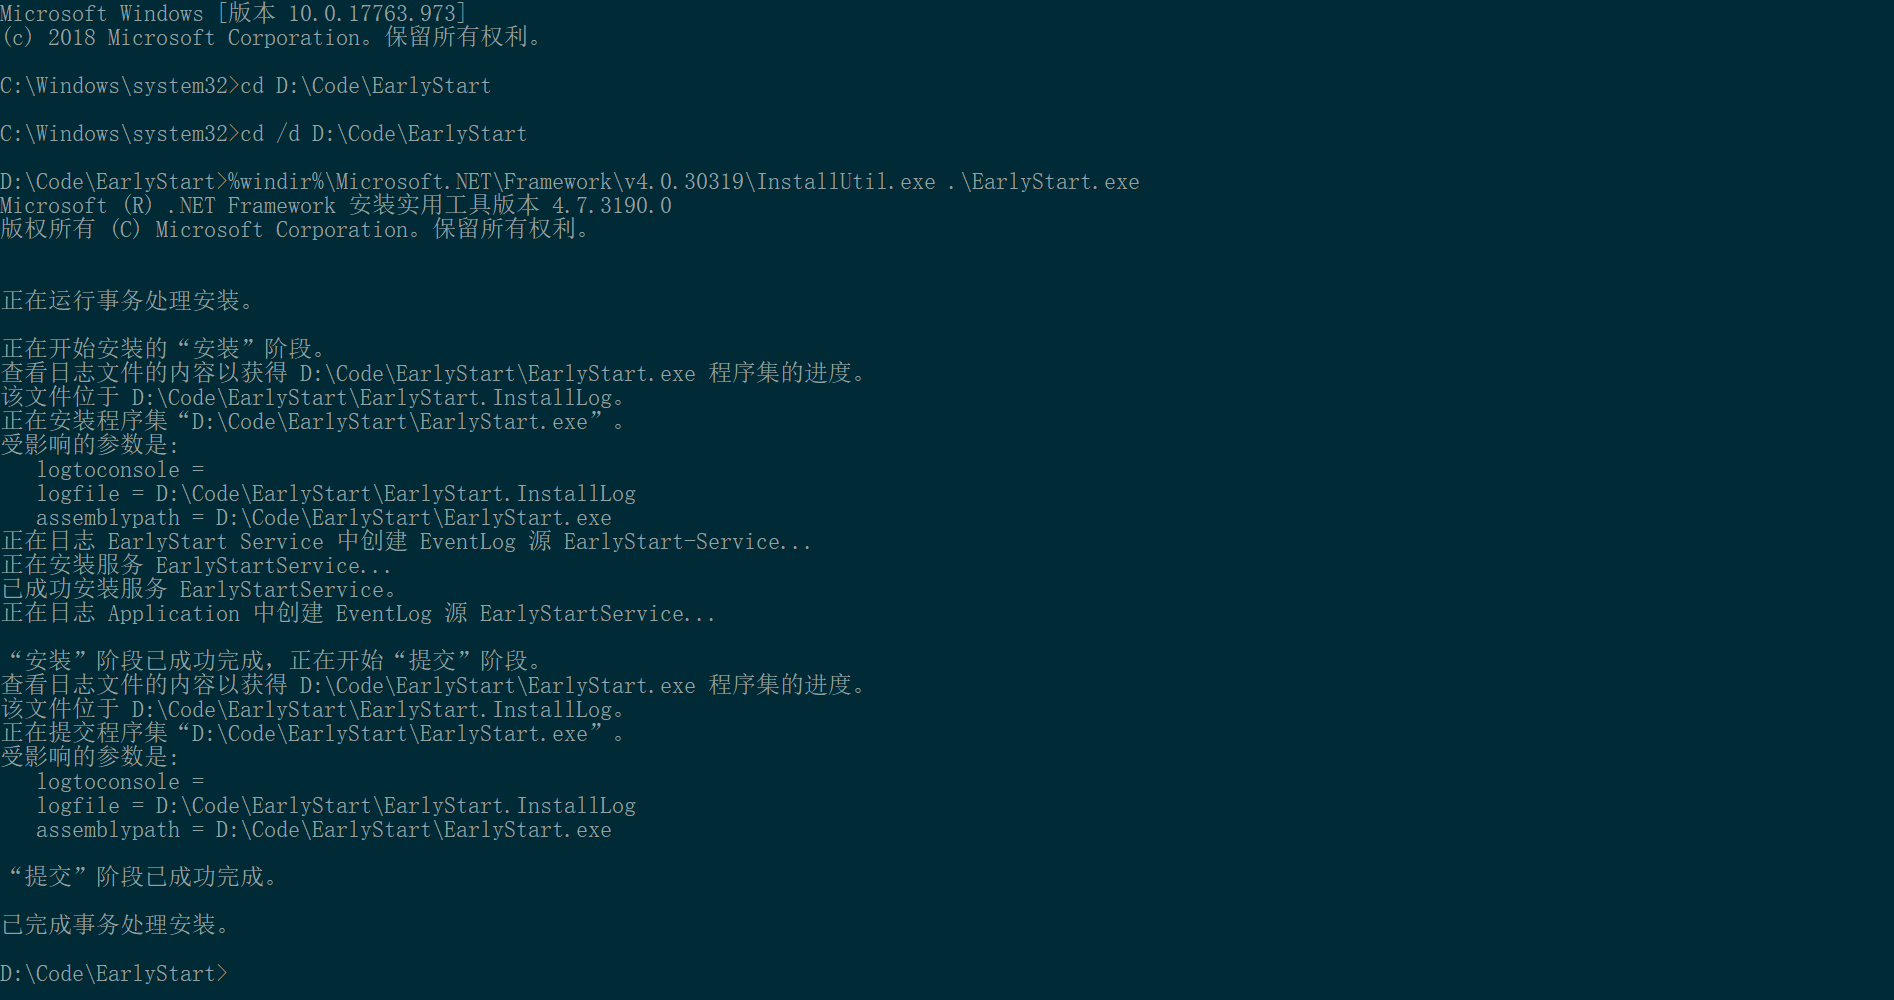 Microsoft Windows [版本 10.0.17763.973]
(c) 2018 Microsoft Corporation。保留所有权利。
C:\Windows\system32>cd D:\Code\EarlyStart
C:\Windows\system32>cd /d D:\Code\EarlyStart
D:\Code\EarlyStart>%windir%\Microsoft.NET\Framework\v4.0.30319\InstallUtil.exe .\EarlyStart.exe
Microsoft (R) .NET Framework 安装实用工具版本 4.7.3190.0
版权所有 (C) Microsoft Corporation。保留所有权利。
正在运行事务处理安装。
正在开始安装的“安装”阶段。
查看日志文件的内容以获得 D:\Code\EarlyStart\EarlyStart.exe 程序集的进度。
该文件位于 D:\Code\EarlyStart\EarlyStart.InstallLog。
正在安装程序集“D:\Code\EarlyStart\EarlyStart.exe”。
受影响的参数是:
   logtoconsole =
   logfile = D:\Code\EarlyStart\EarlyStart.InstallLog
   assemblypath = D:\Code\EarlyStart\EarlyStart.exe
正在日志 EarlyStart Service 中创建 EventLog 源 EarlyStart-Service...
正在安装服务 EarlyStartService...
已成功安装服务 EarlyStartService。
正在日志 Application 中创建 EventLog 源 EarlyStartService...
“安装”阶段已成功完成，正在开始“提交”阶段。
查看日志文件的内容以获得 D:\Code\EarlyStart\EarlyStart.exe 程序集的进度。
该文件位于 D:\Code\EarlyStart\EarlyStart.InstallLog。
正在提交程序集“D:\Code\EarlyStart\EarlyStart.exe”。
受影响的参数是:
   logtoconsole =
   logfile = D:\Code\EarlyStart\EarlyStart.InstallLog
   assemblypath = D:\Code\EarlyStart\EarlyStart.exe
“提交”阶段已成功完成。
已完成事务处理安装。
D:\Code\EarlyStart>